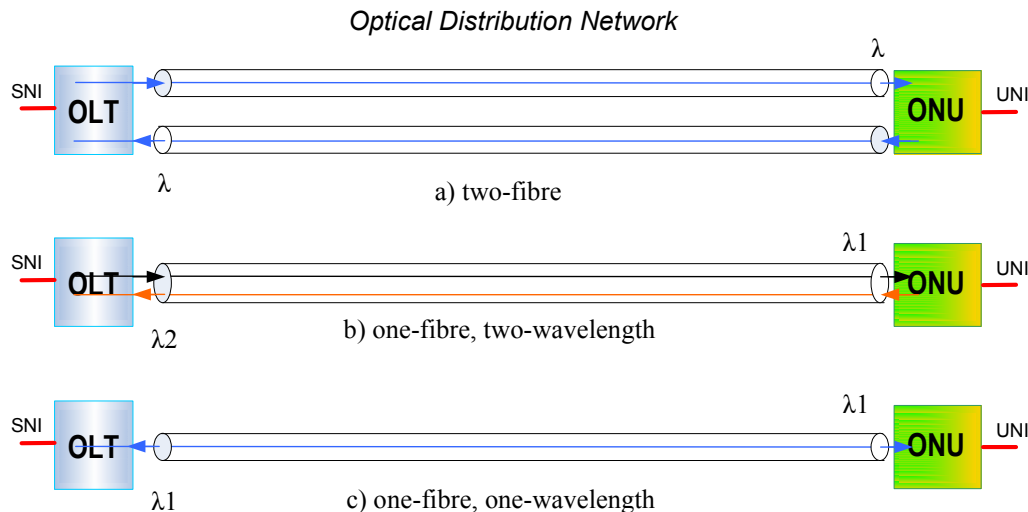 Optical Distribution Network
λ
SNI
OLT
ONU
UNI
λ
a) two-fibre
λ1
SNI
OLT
ONU
UNI
λ2
b) one-fibre, two-wavelength
λ1
SNI
OLT
ONU
UNI
λ1
c) one-fibre, one-wavelength